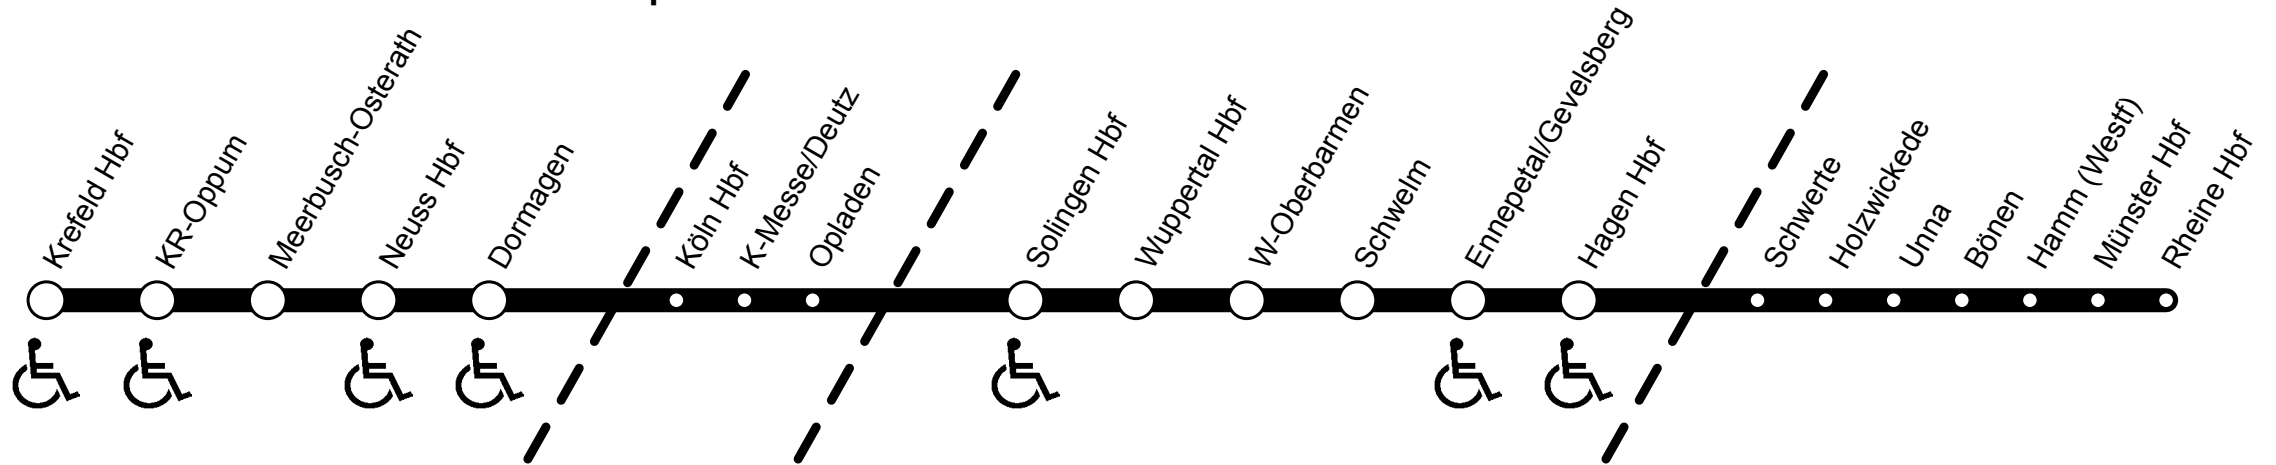 Krefeld Hbf
KR-Oppum
Meerbusch-Osterath
Neuss Hbf
Dormagen
Köln Hbf
K-Messe/Deutz
Opladen
Solingen Hbf
Wuppertal Hbf
W-Oberbarmen
Schwelm
Ennepetal/Gevelsberg
Hagen Hbf
Schwerte
Holzwickede
Unna
Bönen
Hamm (Westf)
Münster Hbf
Rheine Hbf